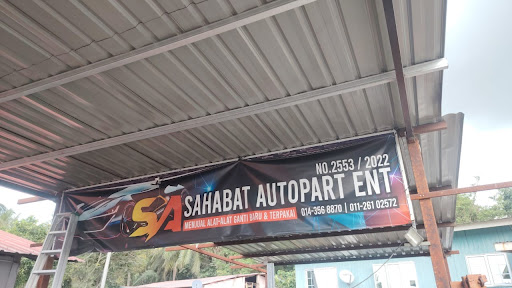 NO.2553 / 2022
SA SAHABAT AUTOPART ENT
MENJUAL ALAT-ALAT GANTI BARU & TERPAKAI
014-356 8870 | 011-261 02572